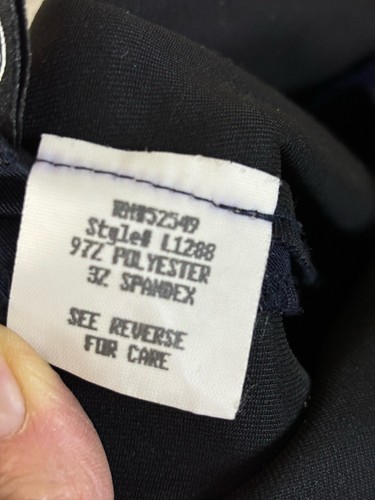 RN#52549
Style# L1288
97% POLYESTER
3% SPANDEX
SEE REVERSE
FOR CARE